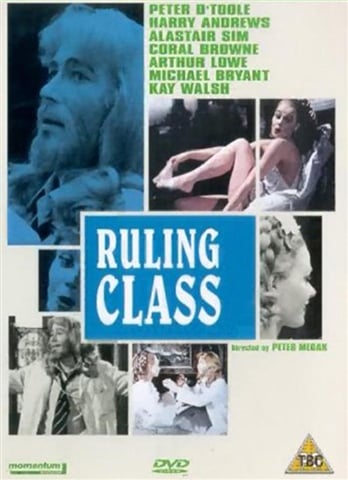 PETER O'TOOLE
HARRY ANDREWS
ALASTAIR SIM
CORAL BROWNE
ARTHUR LOWE
MICHAEL BRYANT
KAY WALSH
RULING
CLASS
Directed by PETER MEDAK
momentum
DVD
TBC